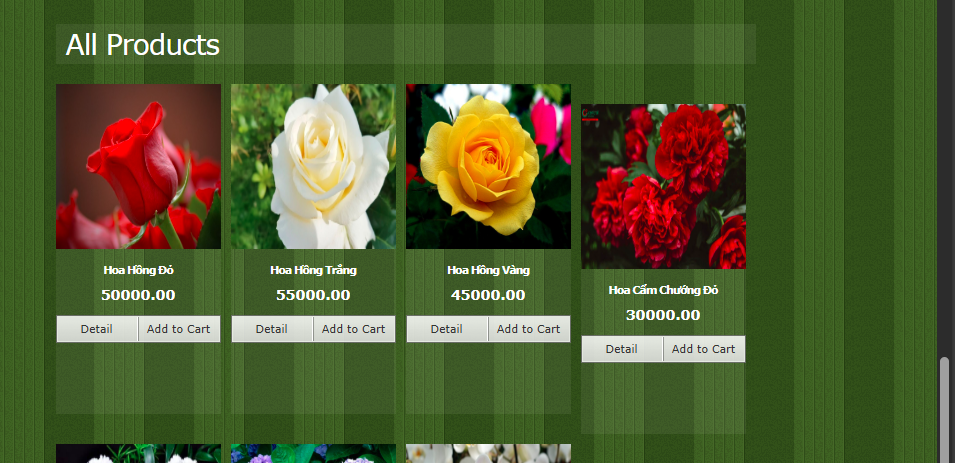 All Products
Hoa Hồng Đỏ
50000.00
Detail Add to Cart
Hoa Hồng Trắng
55000.00
Detail Add to Cart
Hoa Hồng Vàng
45000.00
Detail Add to Cart
Hoa Cẩm Chướng Đỏ
30000.00
Detail Add to Cart